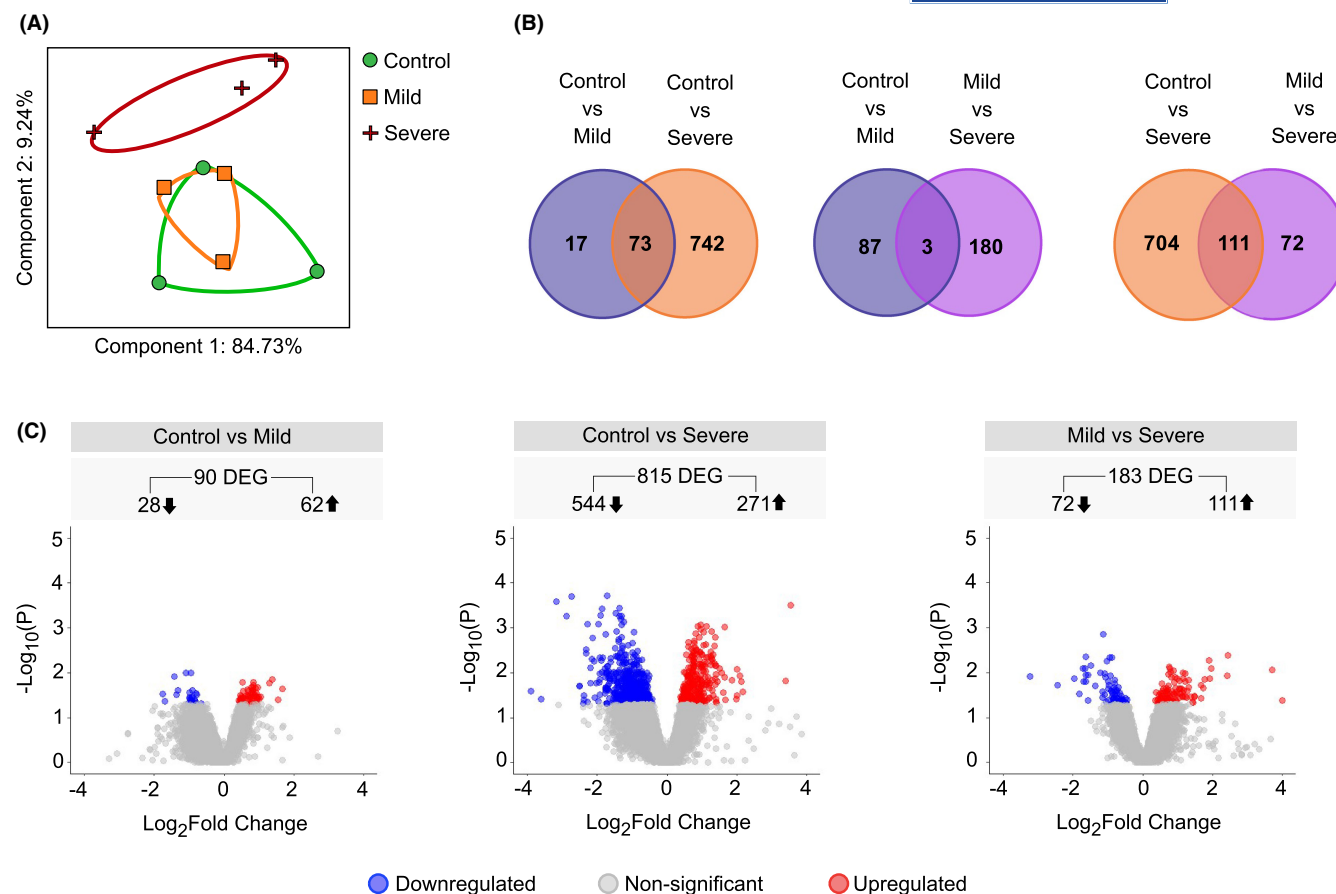 (A)
Component 2: 9.24%
Component 1: 84.73%
Control
Mild
Severe
(B)
Control
vs
Mild
Control
vs
Severe
17
73
742
Control
vs
Mild
Mild
vs
Severe
87
3
180
Control
vs
Severe
Mild
vs
Severe
704
111
72
(C)
Control vs Mild
90 DEG
28 62
5
4
3
2
1
0
-Log10(P)
-4 -2 0 2 4
Log2Fold Change
Control vs Severe
815 DEG
544 271
5
4
3
2
1
0
-Log10(P)
-4 -2 0 2 4
Log2Fold Change
Mild vs Severe
183 DEG
72 111
5
4
3
2
1
0
-Log10(P)
-4 -2 0 2 4
Log2Fold Change
Downregulated Non-significant Upregulated